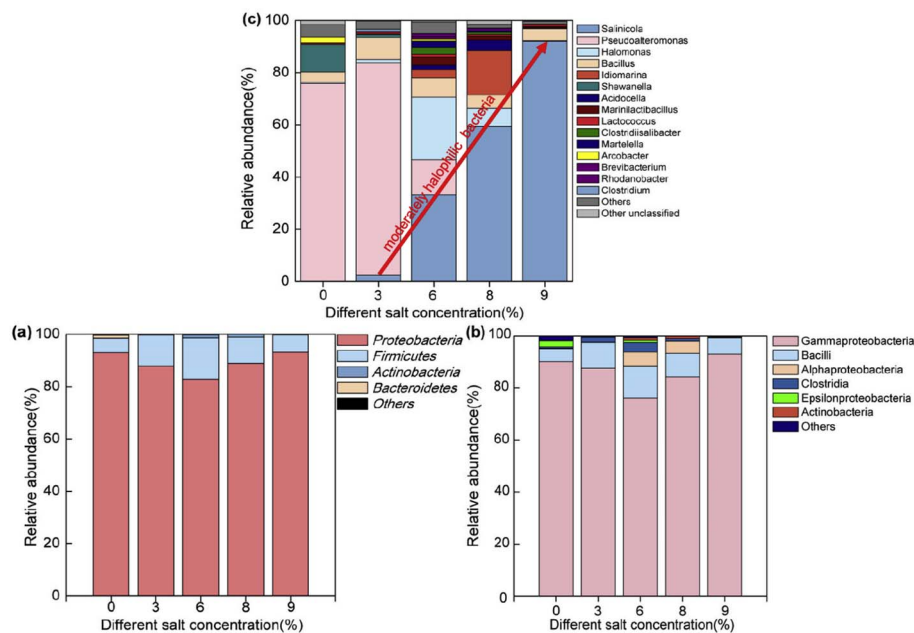 (c)
100
80
60
40
20
0
Relative abundance(%)
moderately halophilic bacteria
0 3 6 8 9
Different salt concentration(%)
Salinicola
Pseucoalteromonas
Halomonas
Bacillus
Idiomarina
Shewanella
Acidocella
Marinilactibacillus
Lactococcus
Clostridiisalibacter
Martelella
Arcobacter
Brevibacterium
Rhodanobacter
Clostridium
Others
Other unclassified
(a)
100
80
60
40
20
0
Relative abundance(%)
0 3 6 8 9
Different salt concentration(%)
Proteobacteria
Firmicutes
Actinobacteria
Bacteroidetes
Others
(b)
100
80
60
40
20
0
Relative abundance(%)
0 3 6 8 9
Different salt concentration(%)
Gammaproteobacteria
Bacilli
Alphaproteobacteria
Clostridia
Epsilonproteobacteria
Actinobacteria
Others